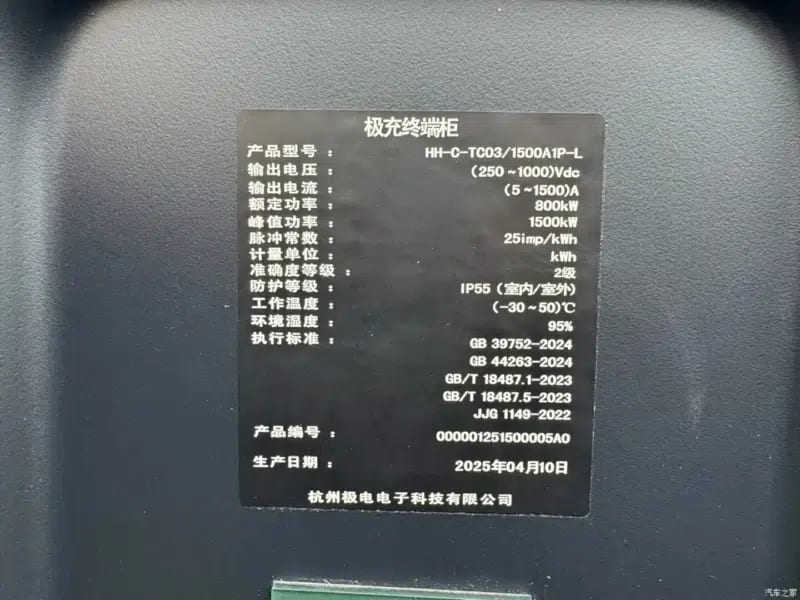 极充终端柜
产品型号: HH-C-TC03/1500A1P-L
输出电压: (250~1000)Vdc
输出电流: (5~1500)A
额定功率: 800kW
峰值功率: 1500kW
脉冲常数: 25imp/kWh
计量单位: kWh
准确度等级: 2级
防护等级: IP55 (室内/室外)
工作温度: (-30~50)℃
环境湿度: 95%
执行标准: GB 39752-2024
GB 44263-2024
GB/T 18487.1-2023
GB/T 18487.5-2023
JJG 1149-2022
产品编号: 000001251500005A0
生产日期: 2025年04月10日
杭州极电电子科技有限公司
汽车之家